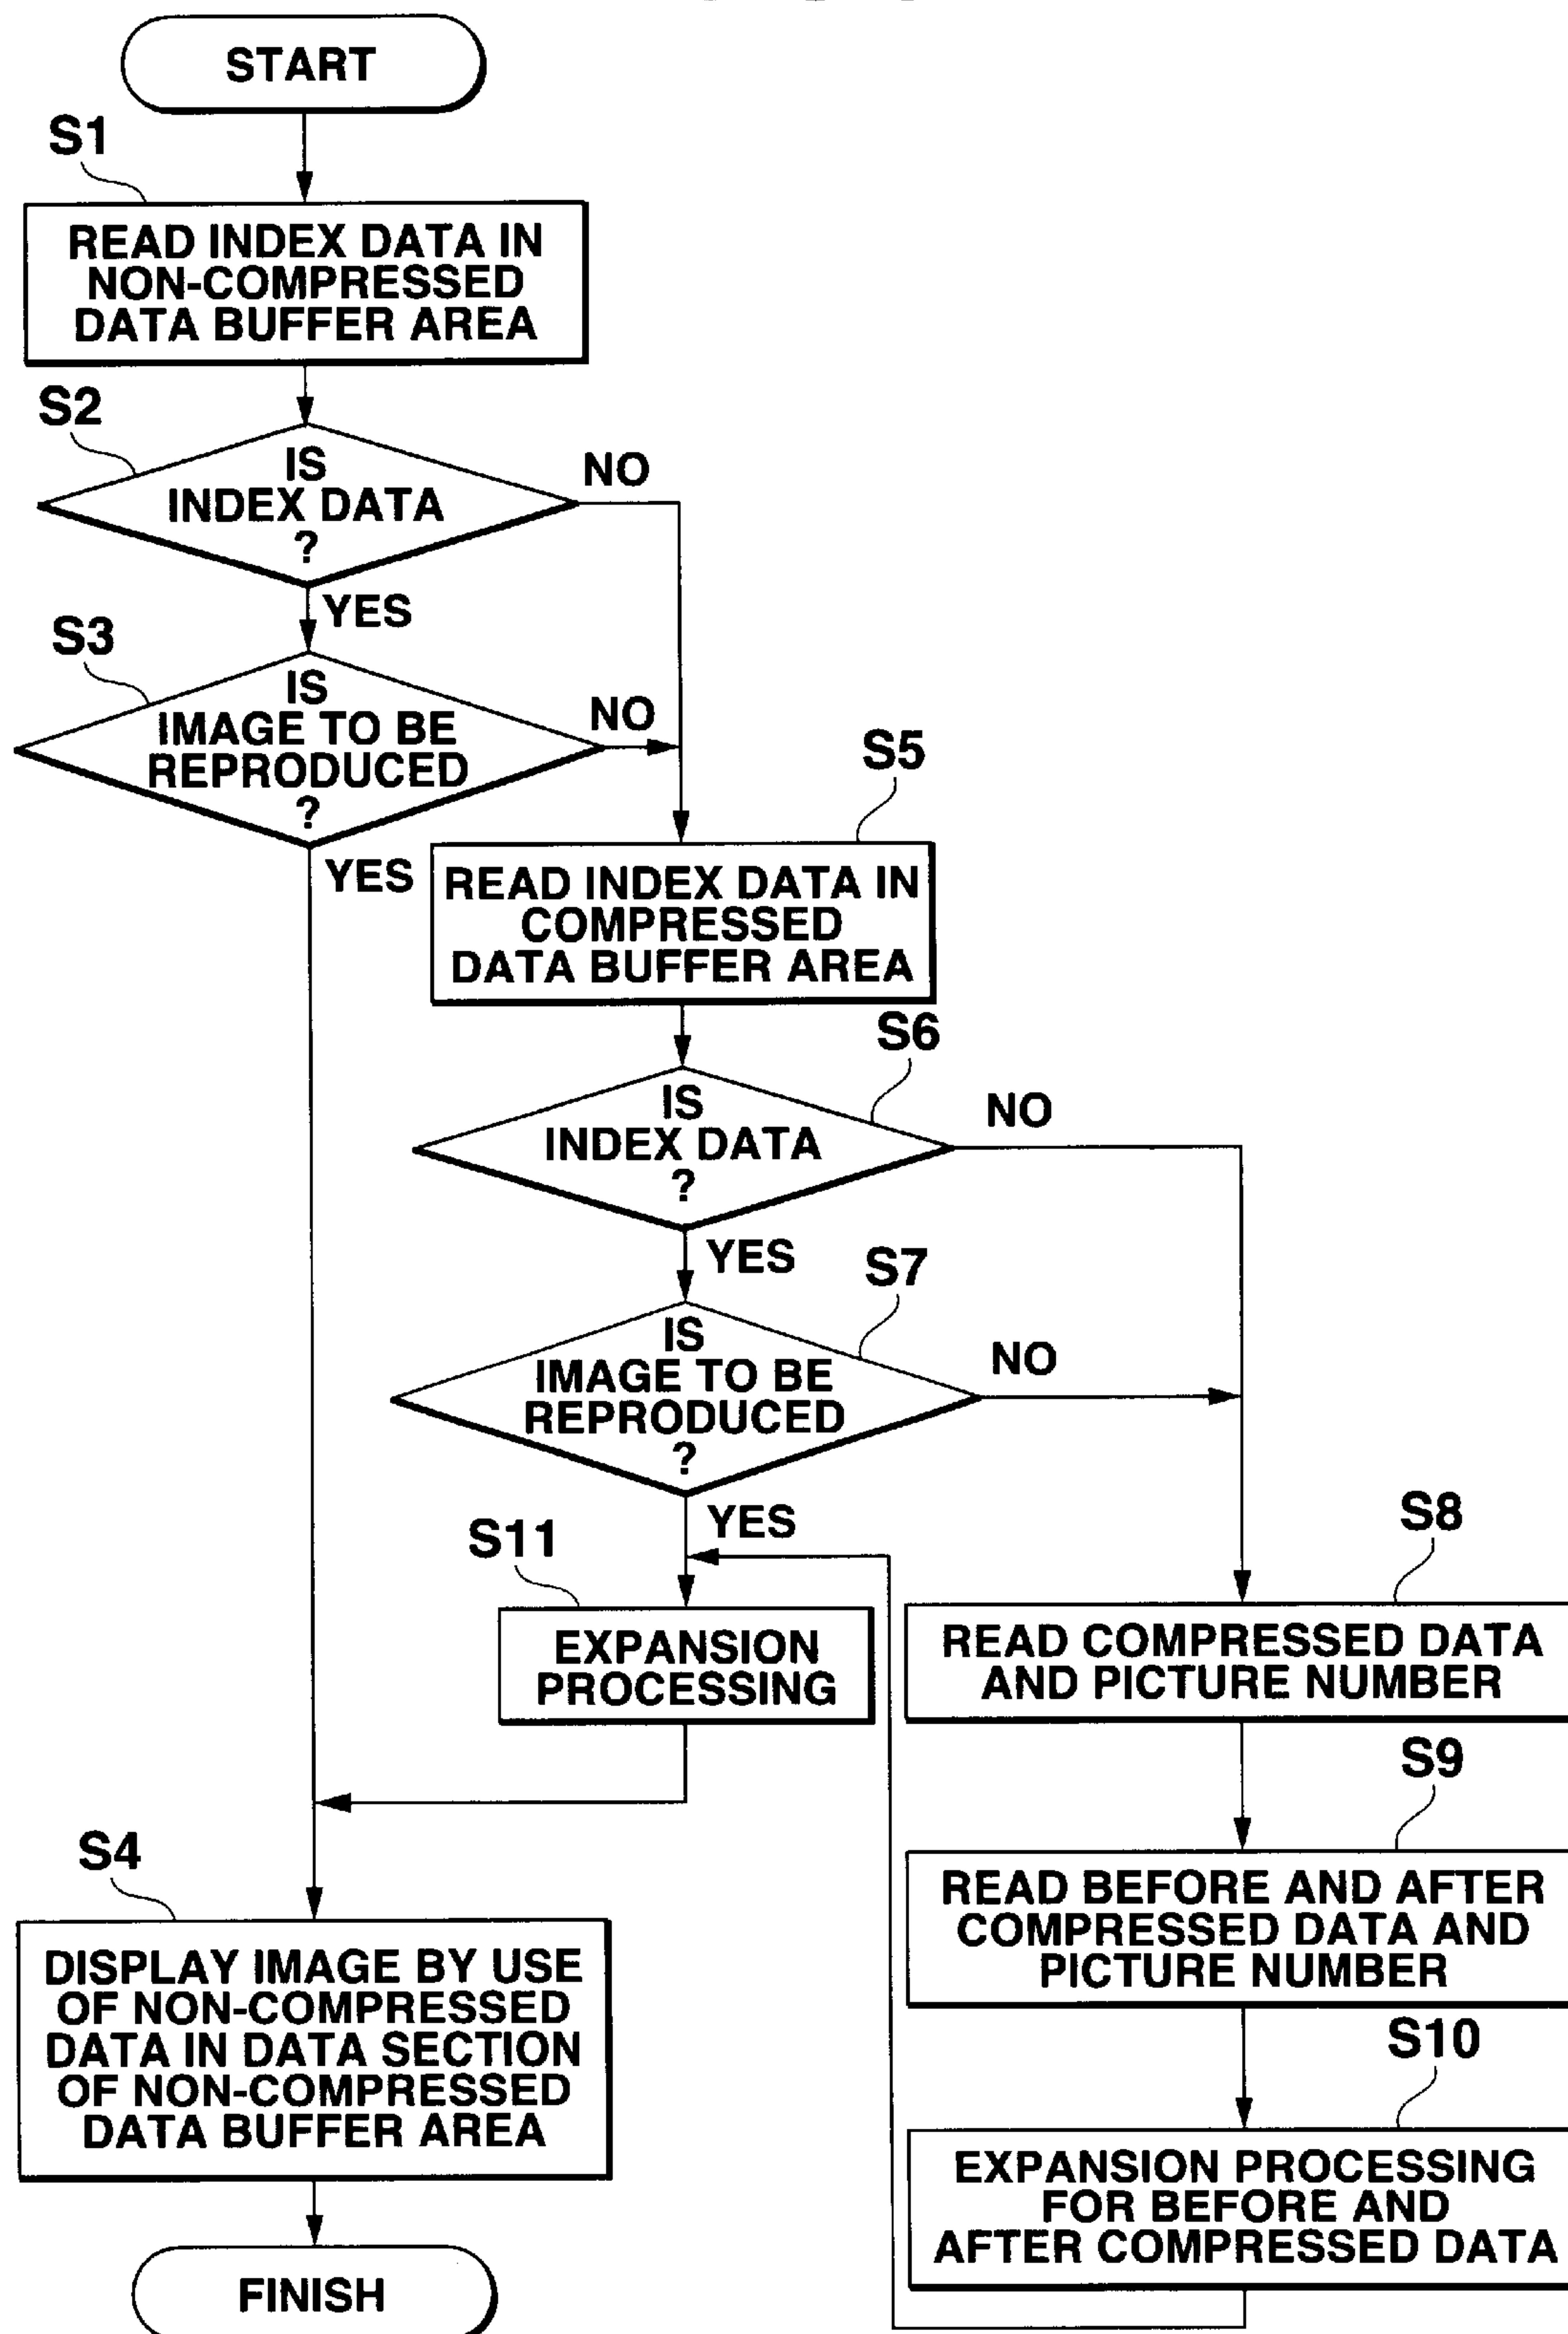 START
S1
READ INDEX DATA IN
NON-COMPRESSED
DATA BUFFER AREA
S2
IS
INDEX DATA
?
NO
YES
S3
IS
IMAGE TO BE
REPRODUCED
?
NO
YES
S5
READ INDEX DATA IN
COMPRESSED
DATA BUFFER AREA
S6
IS
INDEX DATA
?
NO
YES
S7
IS
IMAGE TO BE
REPRODUCED
?
NO
YES
S11
EXPANSION
PROCESSING
S8
READ COMPRESSED DATA
AND PICTURE NUMBER
S9
READ BEFORE AND AFTER
COMPRESSED DATA AND
PICTURE NUMBER
S10
EXPANSION PROCESSING
FOR BEFORE AND
AFTER COMPRESSED DATA
S4
DISPLAY IMAGE BY USE
OF NON-COMPRESSED
DATA IN DATA SECTION
OF NON-COMPRESSED
DATA BUFFER AREA
FINISH